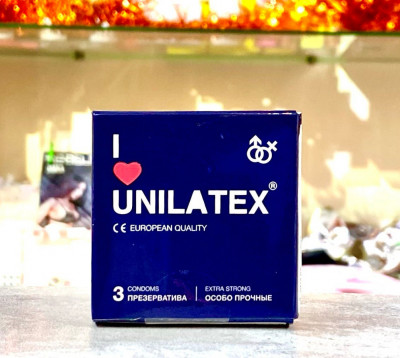 I
UNILATEX®
CE EUROPEAN QUALITY
3 CONDOMS
ПРЕЗЕРВАТИВА
EXTRA STRONG
ОСОБО ПРОЧНЫЕ